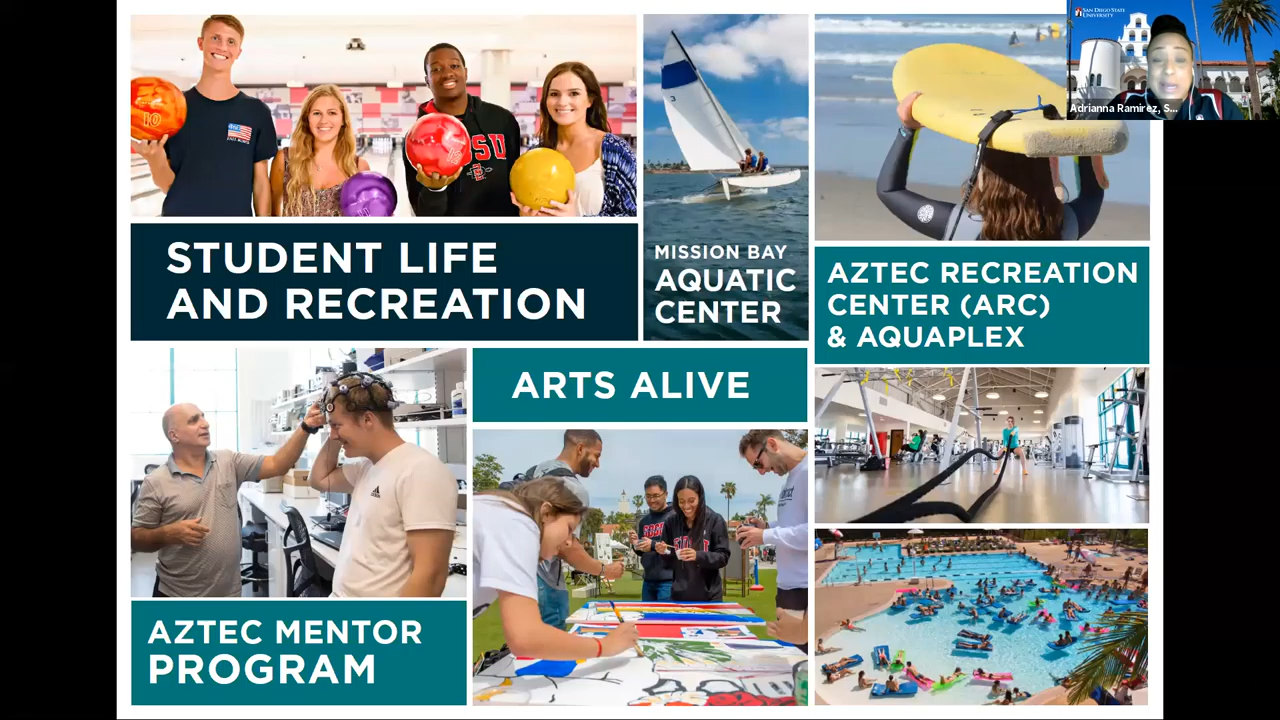 STUDENT LIFE
AND RECREATION
MISSION BAY
AQUATIC
CENTER
AZTEC RECREATION
CENTER (ARC)
& AQUAPLEX
ARTS ALIVE
AZTEC MENTOR
PROGRAM
SAN DIEGO STATE
UNIVERSITY
Adrianna Ramirez, S...